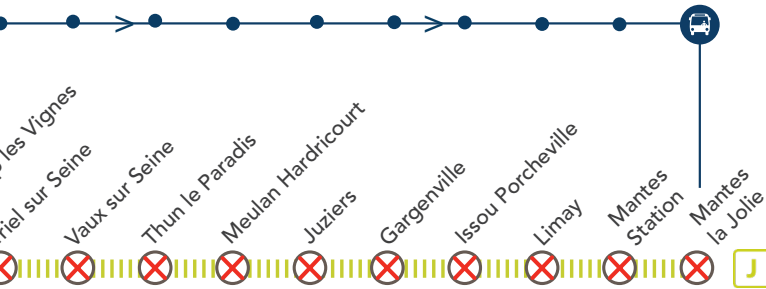 les Vignes
sur Seine
Vaux sur Seine
Thun le Paradis
Meulan Hardricourt
Juziers
Gargenville
Issou Porcheville
Limay
Mantes
Station
Mantes
la Jolie
J